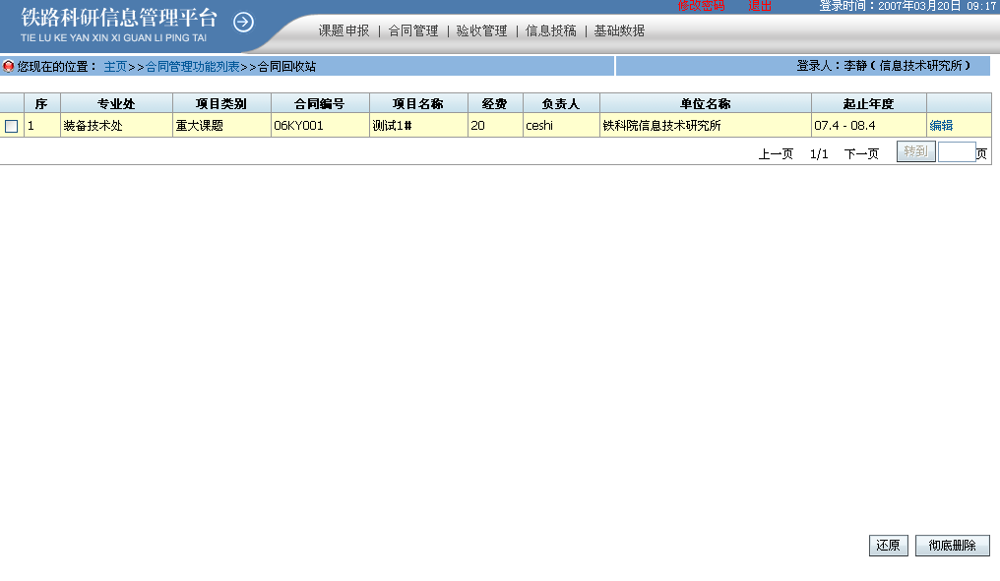 铁路科研信息管理平台
TIE LU KE YAN XIN XI GUAN LI PING TAI
修改密码 退出 登录时间：2007年03月20日 09:17
课题申报 | 合同管理 | 验收管理 | 信息投稿 | 基础数据
您现在的位置： 主页>>合同管理功能列表>>合同回收站 登录人：李静（信息技术研究所）
序 专业处 项目类别 合同编号 项目名称 经费 负责人 单位名称 起止年度
1 装备技术处 重大课题 06KY001 测试1# 20 ceshi 铁科院信息技术研究所 07.4 - 08.4 编辑
上一页 1/1 下一页 转到 页
还原 彻底删除